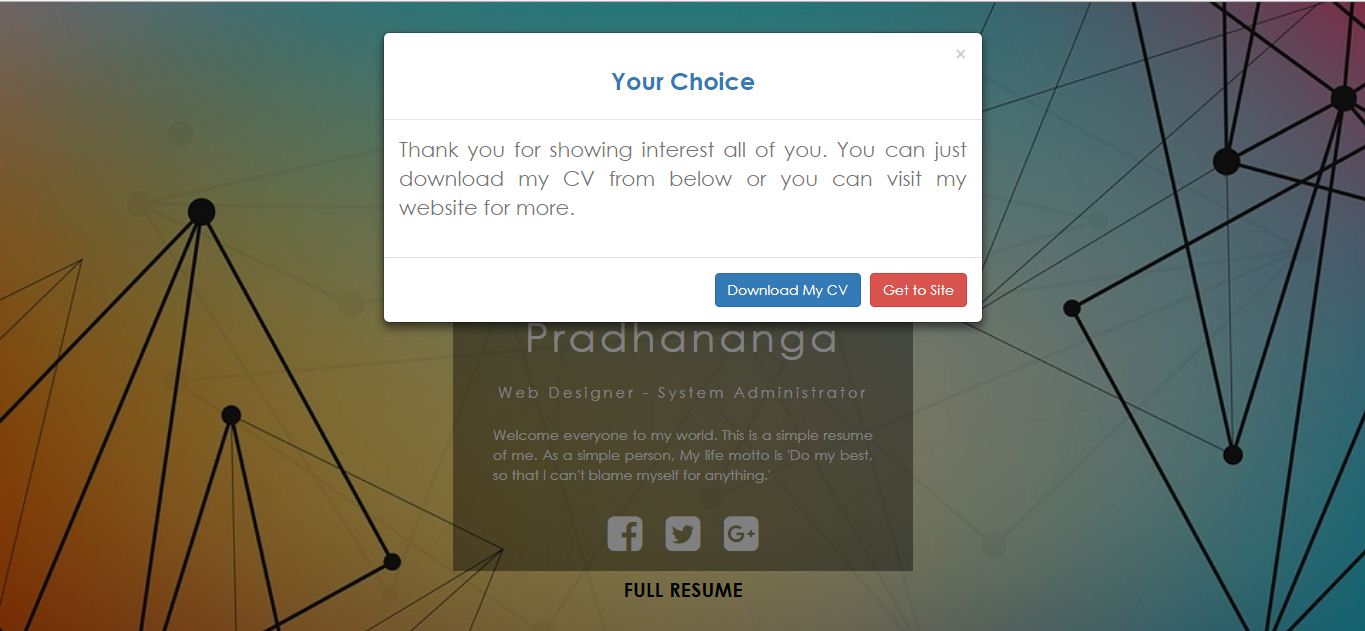 ×
Your Choice
Thank you for showing interest all of you. You can just
download my CV from below or you can visit my
website for more.
Download My CV Get to Site
Pradhananga
Web Designer - System Administrator
Welcome everyone to my world. This is a simple resume
of me. As a simple person, My life motto is 'Do my best,
so that I can't blame myself for anything.'
G+
FULL RESUME